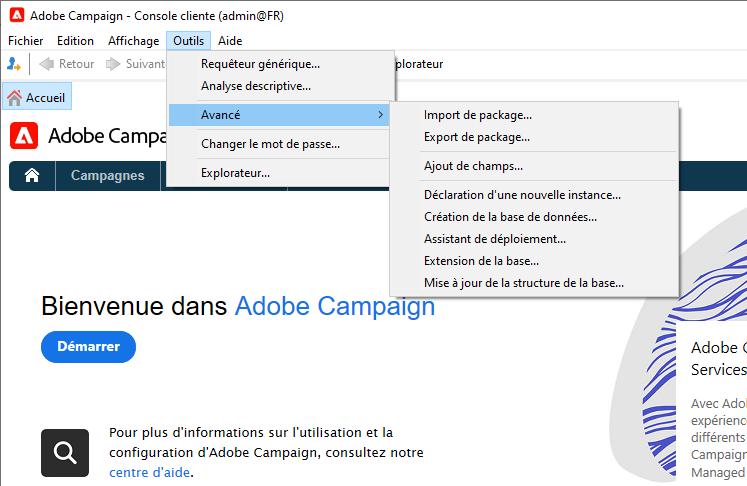 Adobe Campaign - Console cliente (admin@FR)
Fichier Edition Affichage Outils Aide
Retour Suivant plorateur
Accueil
Adobe Campa
Campagnes
Requêteur générique...
Analyse descriptive...
Avancé
Changer le mot de passe...
Explorateur...
Import de package...
Export de package...
Ajout de champs...
Déclaration d'une nouvelle instance...
Création de la base de données...
Assistant de déploiement...
Extension de la base...
Mise à jour de la structure de la base...
Bienvenue dans Adobe Campaign
Démarrer
Pour plus d'informations sur l'utilisation et la
configuration d'Adobe Campaign, consultez notre
centre d'aide.
Adobe C
Services
Avec Adob
expérience
différents
Campaign
Managed